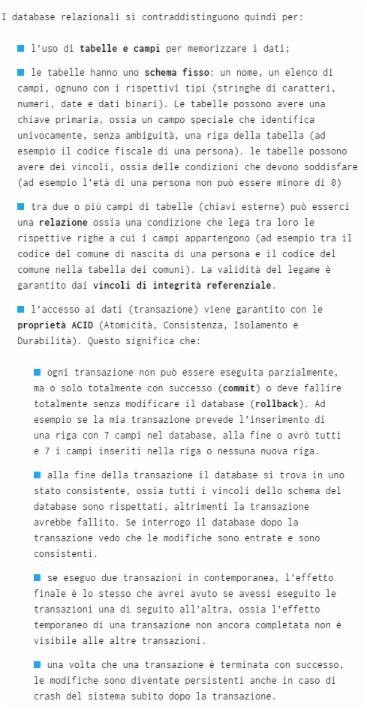 I database relazionali si contraddistinguono quindi per:
■ l'uso di tabelle e campi per memorizzare i dati;
■ le tabelle hanno uno schema fisso: un nome, un elenco di
campi, ognuno con i rispettivi tipi (stringhe di caratteri,
numeri, date e dati binari). Le tabelle possono avere una
chiave primaria, ossia un campo speciale che identifica
univocamente, senza ambiguità, una riga della tabella (ad
esempio il codice fiscale di una persona). le tabelle possono
avere dei vincoli, ossia delle condizioni che devono soddisfare
(ad esempio l'età di una persona non può essere minore di 0)
■ tra due o più campi di tabelle (chiavi esterne) può esserci
una relazione ossia una condizione che lega tra loro le
rispettive righe a cui i campi appartengono (ad esempio tra il
codice del comune di nascita di una persona e il codice del
comune nella tabella dei comuni). La validità del legame è
garantito dai vincoli di integrità referenziale.
■ l'accesso ai dati (transazione) viene garantito con le
proprietà ACID (Atomicità, Consistenza, Isolamento e
Durabilità). Questo significa che:
■ ogni transazione non può essere eseguita parzialmente,
ma o solo totalmente con successo (commit) o deve fallire
totalmente senza modificare il database (rollback). Ad
esempio se la mia transazione prevede l'inserimento di
una riga con 7 campi nel database, alla fine o avrò tutti
e 7 i campi inseriti nella riga o nessuna nuova riga.
■ alla fine della transazione il database si trova in uno
stato consistente, ossia tutti i vincoli dello schema del
database sono rispettati, altrimenti la transazione
avrebbe fallito. Se interrogo il database dopo la
transazione vedo che le modifiche sono entrate e sono
consistenti.
■ se eseguo due transazioni in contemporanea, l'effetto
finale è lo stesso che avrei avuto se avessi eseguito le
transazioni una di seguito all'altra, ossia l'effetto
temporaneo di una transazione non ancora completata non è
visibile alle altre transazioni.
■ una volta che una transazione è terminata con successo,
le modifiche sono diventate persistenti anche in caso di
crash del sistema subito dopo la transazione.